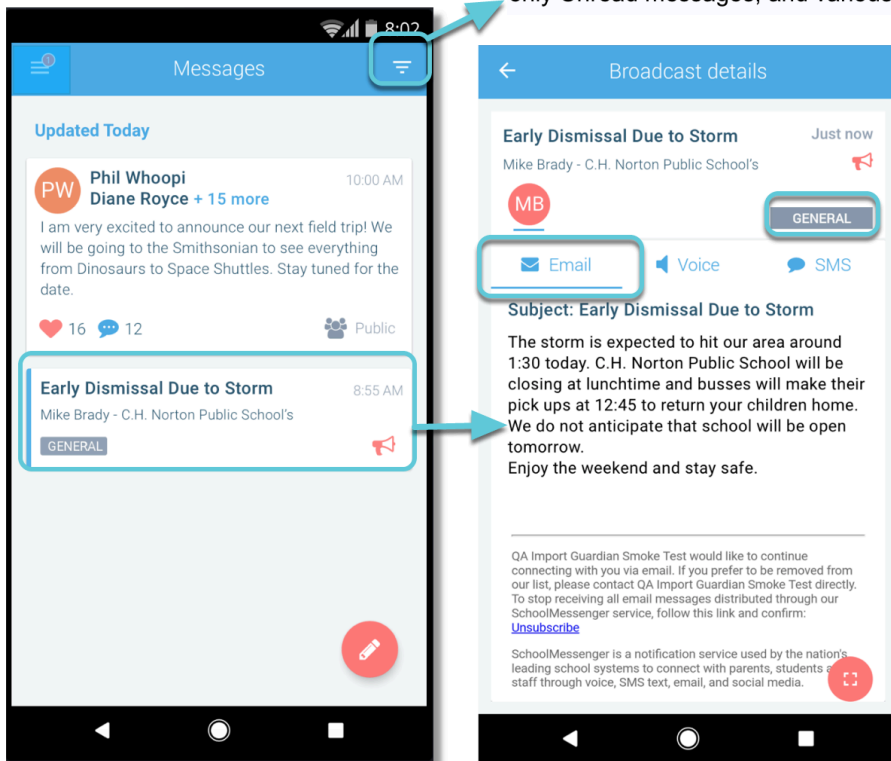 only Unread messages, and various
8:02
Messages
Updated Today
PW
Phil Whoopi
10:00 AM
Diane Royce + 15 more
I am very excited to announce our next field trip! We
will be going to the Smithsonian to see everything
from Dinosaurs to Space Shuttles. Stay tuned for the
date.
16
12
Public
Early Dismissal Due to Storm
8:55 AM
Mike Brady - C.H. Norton Public School's
GENERAL
Broadcast details
Early Dismissal Due to Storm
Just now
Mike Brady - C.H. Norton Public School's
MB
GENERAL
Email
Voice
SMS
Subject: Early Dismissal Due to Storm
The storm is expected to hit our area around
1:30 today. C.H. Norton Public School will be
closing at lunchtime and busses will make their
pick ups at 12:45 to return your children home.
We do not anticipate that school will be open
tomorrow.
Enjoy the weekend and stay safe.
QA Import Guardian Smoke Test would like to continue
connecting with you via email. If you prefer to be removed from
our list, please contact QA Import Guardian Smoke Test directly.
To stop receiving all email messages distributed through our
SchoolMessenger service, follow this link and confirm:
Unsubscribe
SchoolMessenger is a notification service used by the nation's
leading school systems to connect with parents, students
staff through voice, SMS text, email, and social media.